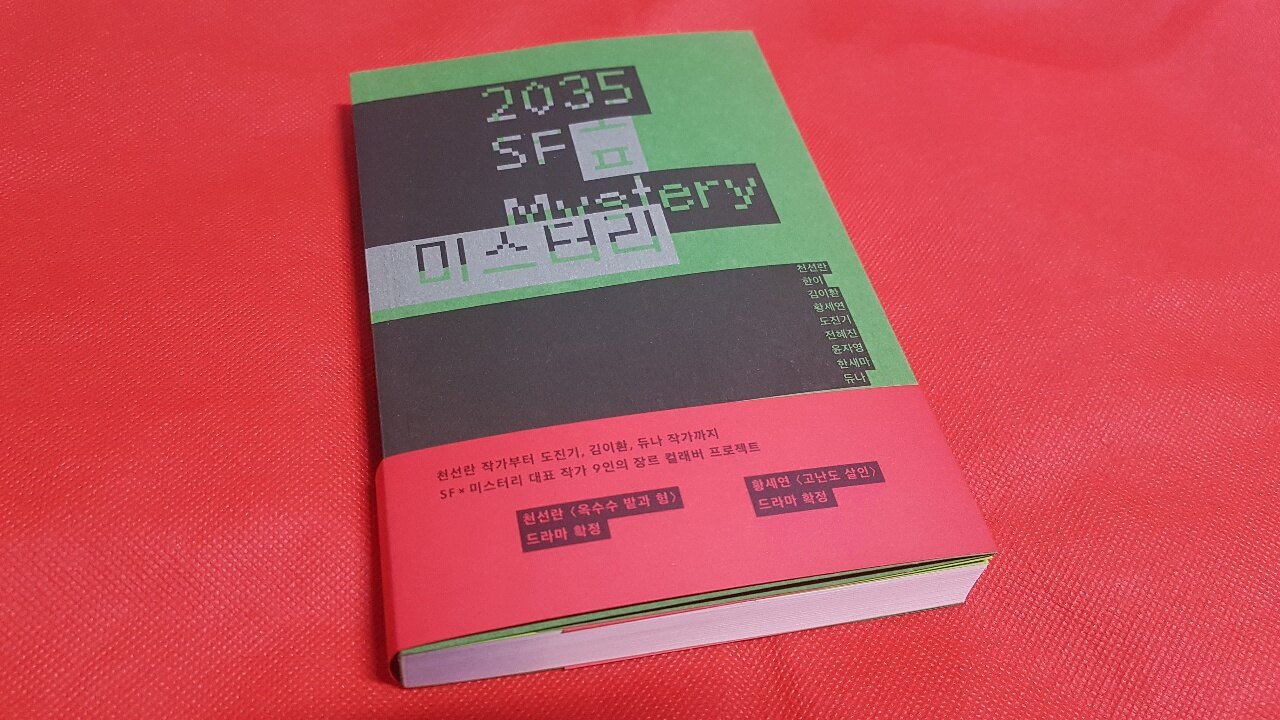 2035
SF
Mystery
미스터리
천선란
한이
김이환
황세연
도진기
전혜진
윤자영
한세마
듀나
천선란 작가부터 도진기, 김이환, 듀나 작가까지
SF×미스터리 대표 작가 9인의 장르 컬래버 프로젝트
천선란 〈옥수수 밭과 형〉
드라마 확정
황세연 〈고난도 살인〉
드라마 확정